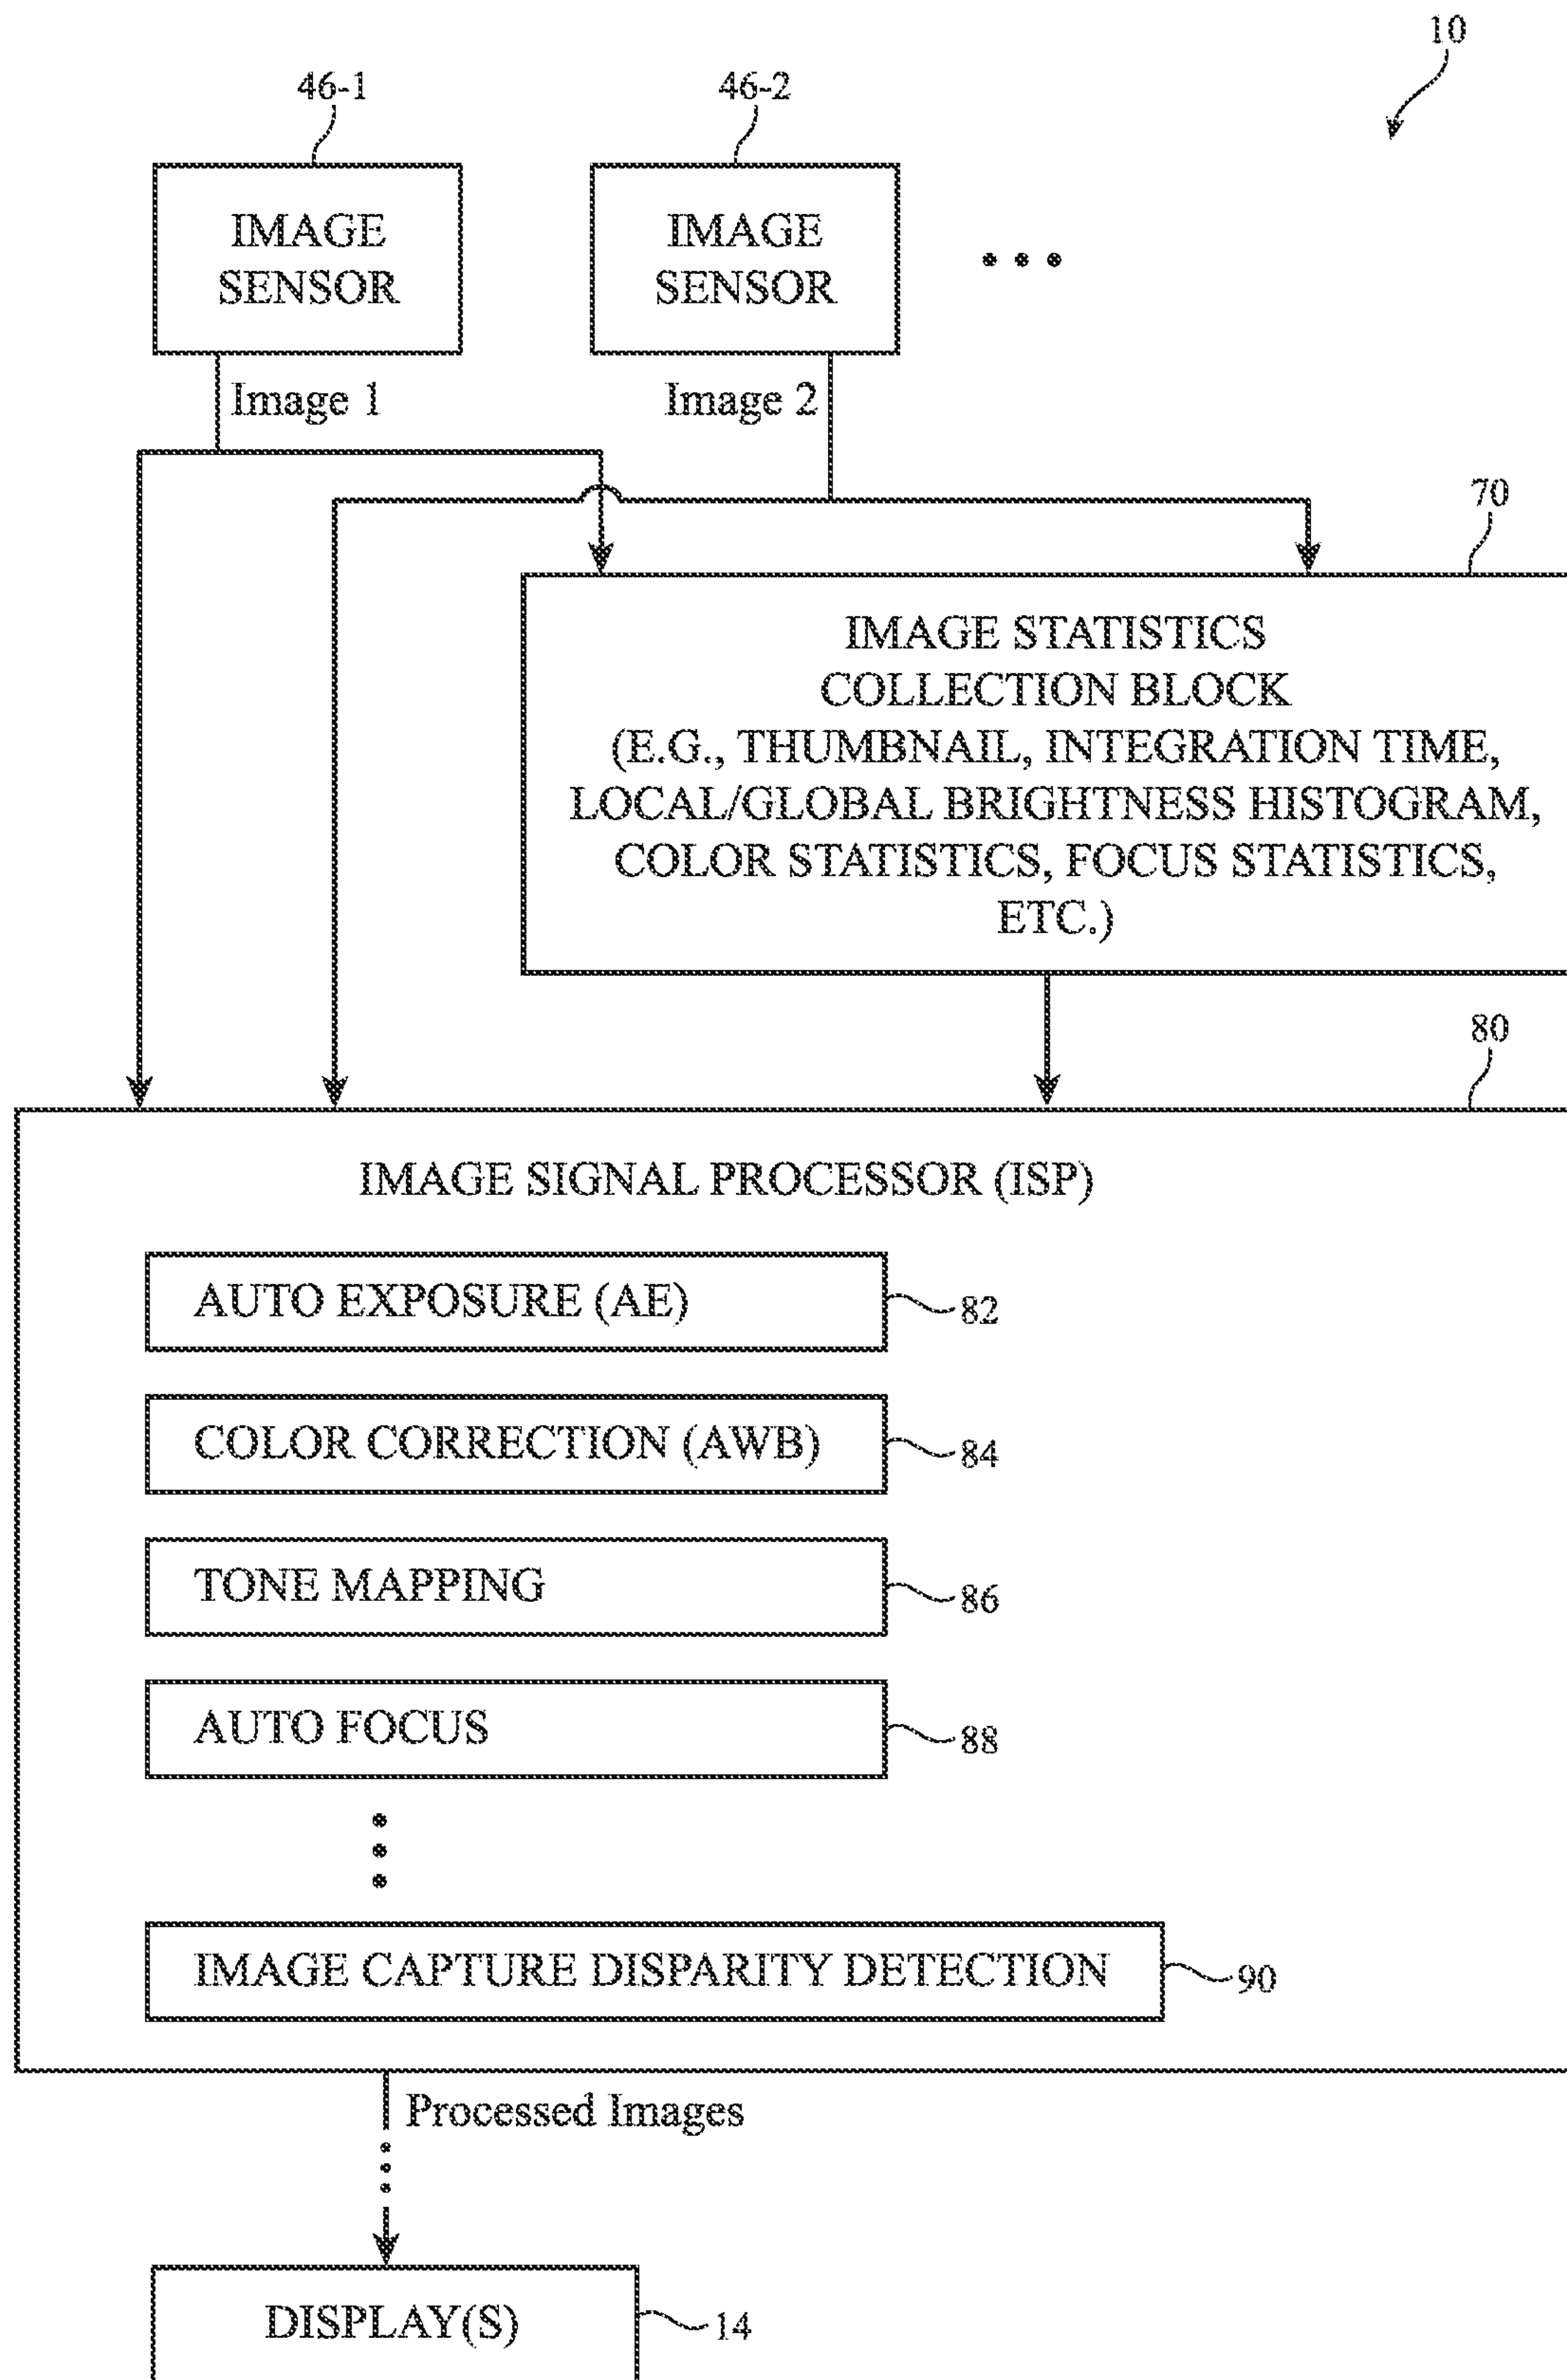 10
46-1
46-2
IMAGE
SENSOR
IMAGE
SENSOR
Image 1
Image 2
70
IMAGE STATISTICS
COLLECTION BLOCK
(E.G., THUMBNAIL, INTEGRATION TIME,
LOCAL/GLOBAL BRIGHTNESS HISTOGRAM,
COLOR STATISTICS, FOCUS STATISTICS,
ETC.)
80
IMAGE SIGNAL PROCESSOR (ISP)
AUTO EXPOSURE (AE)
82
COLOR CORRECTION (AWB)
84
TONE MAPPING
86
AUTO FOCUS
88
IMAGE CAPTURE DISPARITY DETECTION
90
Processed Images
DISPLAY(S)
14